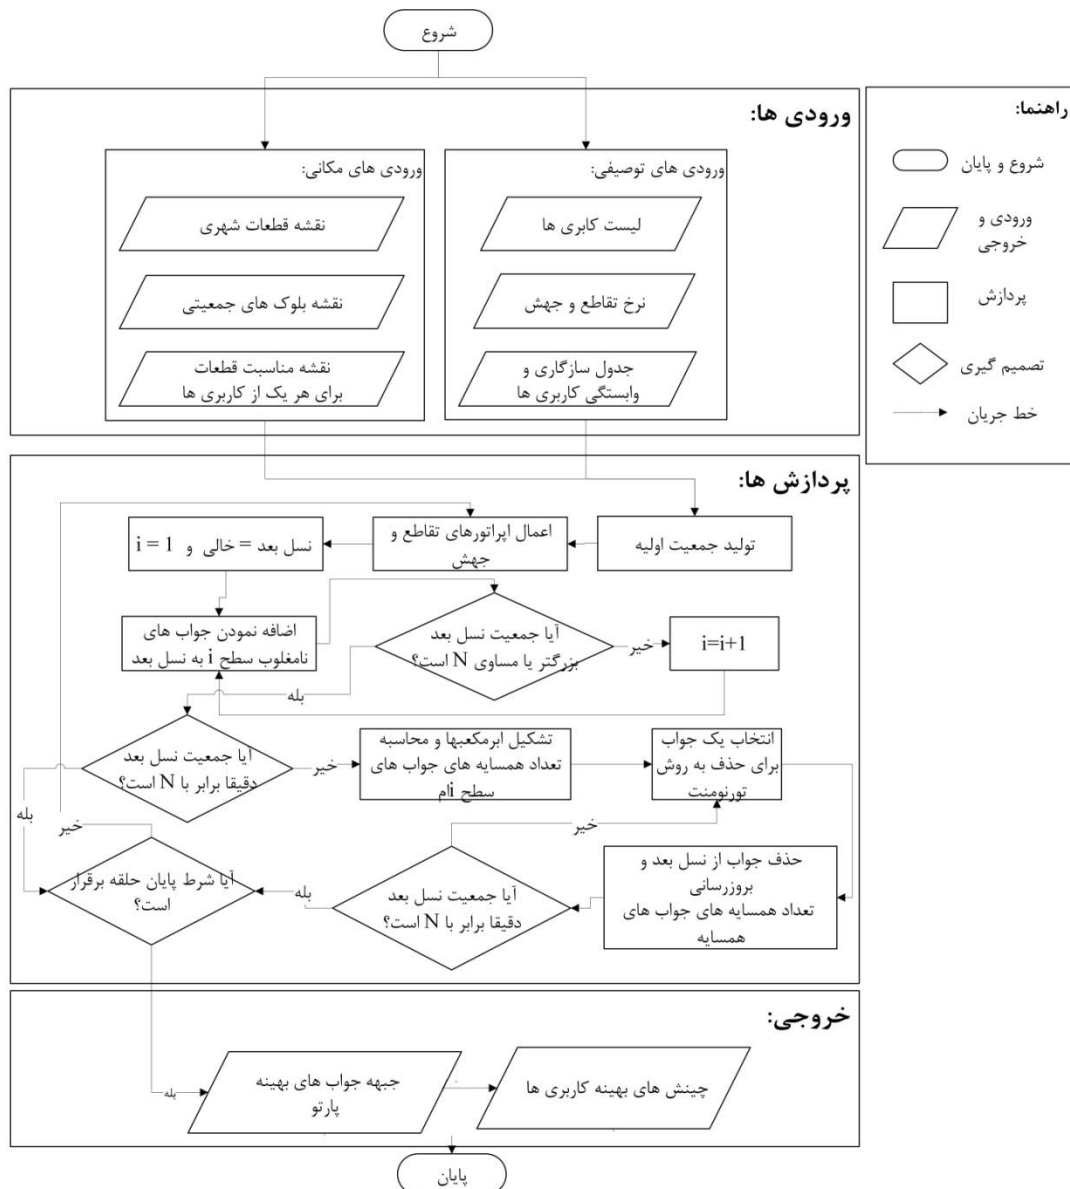 شروع
ورودی ها:
ورودی های توصیفی:
لیست کابری ها
نرخ تقاطع و جهش
جدول سازگاری و
وابستگی کاربری ها
ورودی های مکانی:
نقشه قطعات شهری
نقشه بلوک های جمعیتی
نقشه مناسبت قطعات
برای هر یک از کاربری ها
راهنما:
شروع و پایان
ورودی و
خروجی
پردازش
تصمیم گیری
خط جریان
پردازش ها:
تولید جمعیت اولیه
اعمال اپراتورهای تقاطع و
جهش
نسل بعد = خالی و i = 1
اضافه نمودن جواب های
نامغلوب سطح i به نسل بعد
آیا جمعیت نسل بعد
بزرگتر یا مساوی N است؟
خیر
i=i+1
بله
آیا جمعیت نسل بعد
دقیقا برابر با N است؟
خیر
تشکیل ابرمکعبها و محاسبه
تعداد همسایه های جواب های
سطح iام
انتخاب یک جواب
برای حذف به روش
تورنومنت
حذف جواب از نسل بعد و
بروزرسانی
تعداد همسایه های جواب های
همسایه
خیر
آیا جمعیت نسل بعد
دقیقا برابر با N است؟
بله
بله
خیر
آیا شرط پایان حلقه برقرار
است؟
خروجی:
بله
جبهه جواب های بهینه
پارتو
چینش های بهینه کاربری ها
پایان